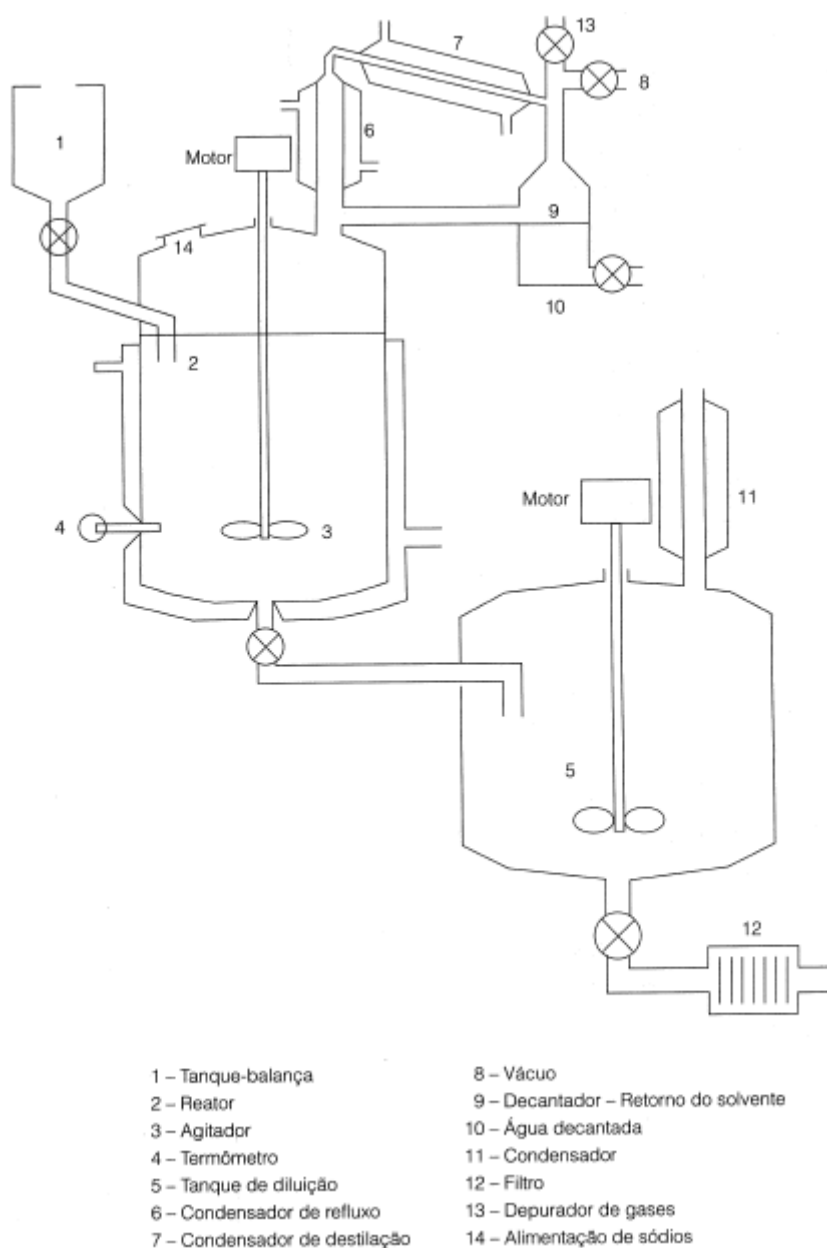 13
7
8
1
6
Motor
9
14
10
2
4
3
Motor
11
5
12
1 – Tanque-balança
2 – Reator
3 – Agitador
4 – Termômetro
5 – Tanque de diluição
6 – Condensador de refluxo
7 – Condensador de destilação
8 – Vácuo
9 – Decantador – Retorno do solvente
10 – Água decantada
11 – Condensador
12 – Filtro
13 – Depurador de gases
14 – Alimentação de sódios